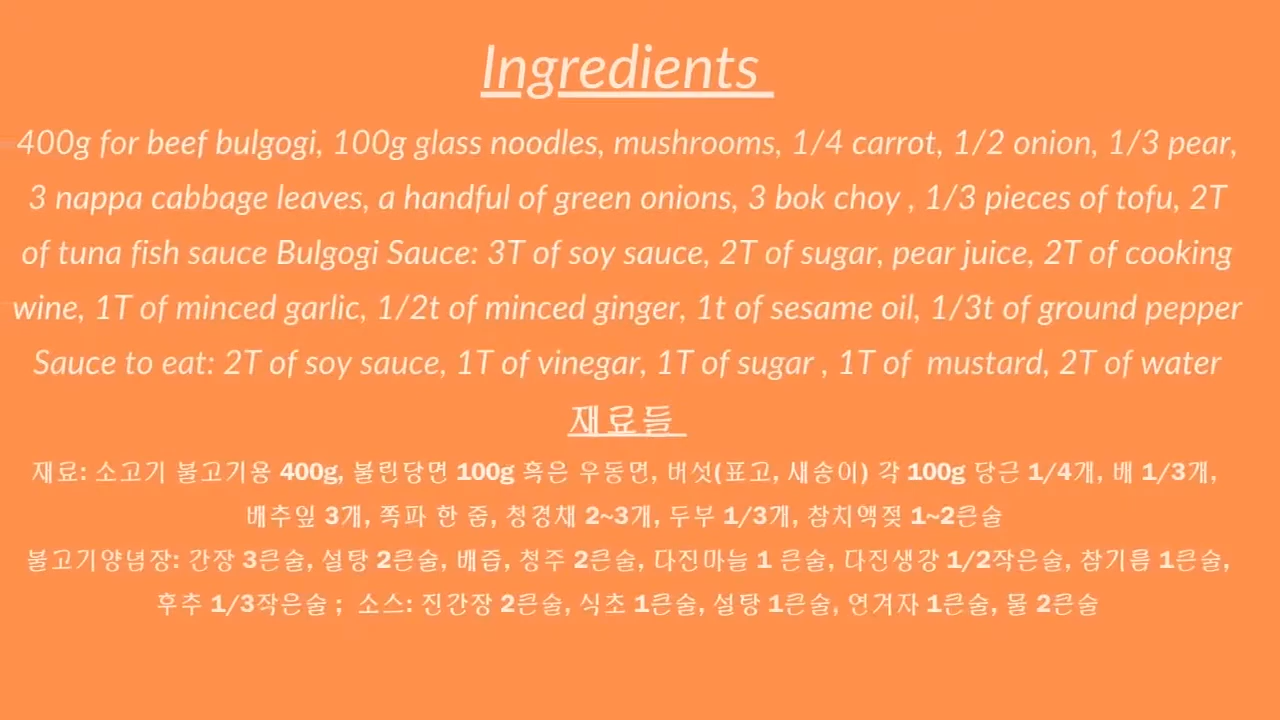 Ingredients
400g for beef bulgogi, 100g glass noodles, mushrooms, 1/4 carrot, 1/2 onion, 1/3 pear,
3 nappa cabbage leaves, a handful of green onions, 3 bok choy , 1/3 pieces of tofu, 2T
of tuna fish sauce Bulgogi Sauce: 3T of soy sauce, 2T of sugar, pear juice, 2T of cooking
wine, 1T of minced garlic, 1/2t of minced ginger, 1t of sesame oil, 1/3t of ground pepper
Sauce to eat: 2T of soy sauce, 1T of vinegar, 1T of sugar , 1T of  mustard, 2T of water
재료들
재료: 소고기 불고기용 400g, 불린당면 100g 혹은 우동면, 버섯(표고, 새송이) 각 100g 당근 1/4개, 배 1/3개,
배추잎 3개, 쪽파 한 줌, 청경채 2~3개, 두부 1/3개, 참치액젖 1~2큰술
불고기양념장: 간장 3큰술, 설탕 2큰술, 배즙, 청주 2큰술, 다진마늘 1 큰술, 다진생강 1/2작은술, 참기름 1큰술,
후추 1/3작은술 ;  소스: 진간장 2큰술, 식초 1큰술, 설탕 1큰술, 연겨자 1큰술, 물 2큰술